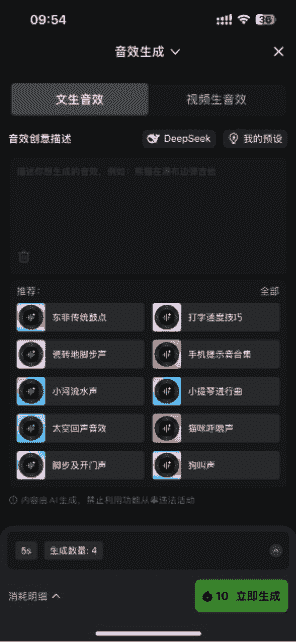 09:54
音效生成
文生音效 视频生音效
音效创意描述 DeepSeek 我的预设
推荐： 全部
东非传统鼓点 打字速度技巧
瓷砖地脚步声 手机提示音合集
小河流水声 小提琴进行曲
太空回声音效 猫咪呼噜声
脚步及开门声 狗叫声
内容由AI生成，禁止利用功能从事违法活动
5s 生成数量: 4
消耗明细 10 立即生成